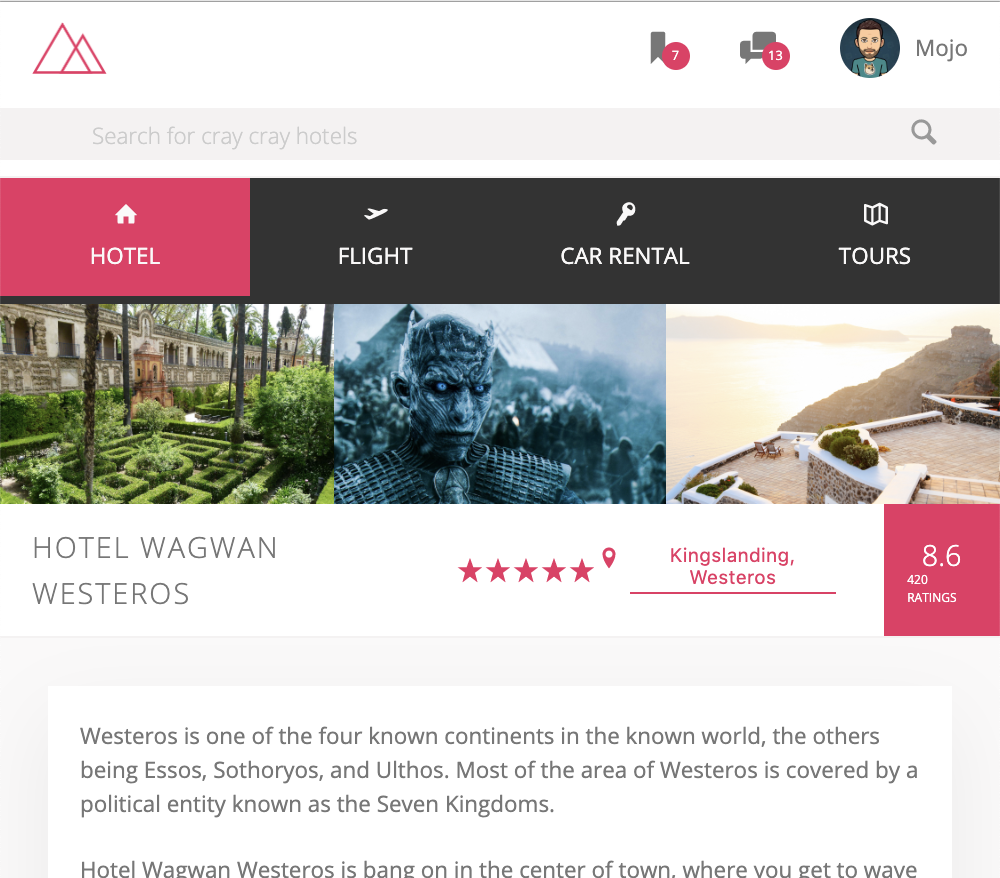 7
13
Mojo
Search for cray cray hotels
HOTEL
FLIGHT
CAR RENTAL
TOURS
HOTEL WAGWAN
WESTEROS
Kingslanding,
Westeros
8.6
420
RATINGS
Westeros is one of the four known continents in the known world, the others
being Essos, Sothoryos, and Ulthos. Most of the area of Westeros is covered by a
political entity known as the Seven Kingdoms.
Hotel Wagwan Westeros is bang on in the center of town, where you get to wave